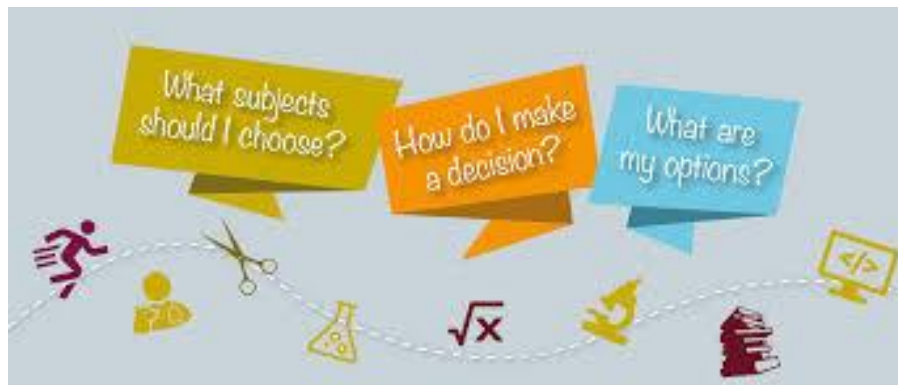 What subjects
should I choose?
How do I make
a decision?
What are
my options?
√x
</>